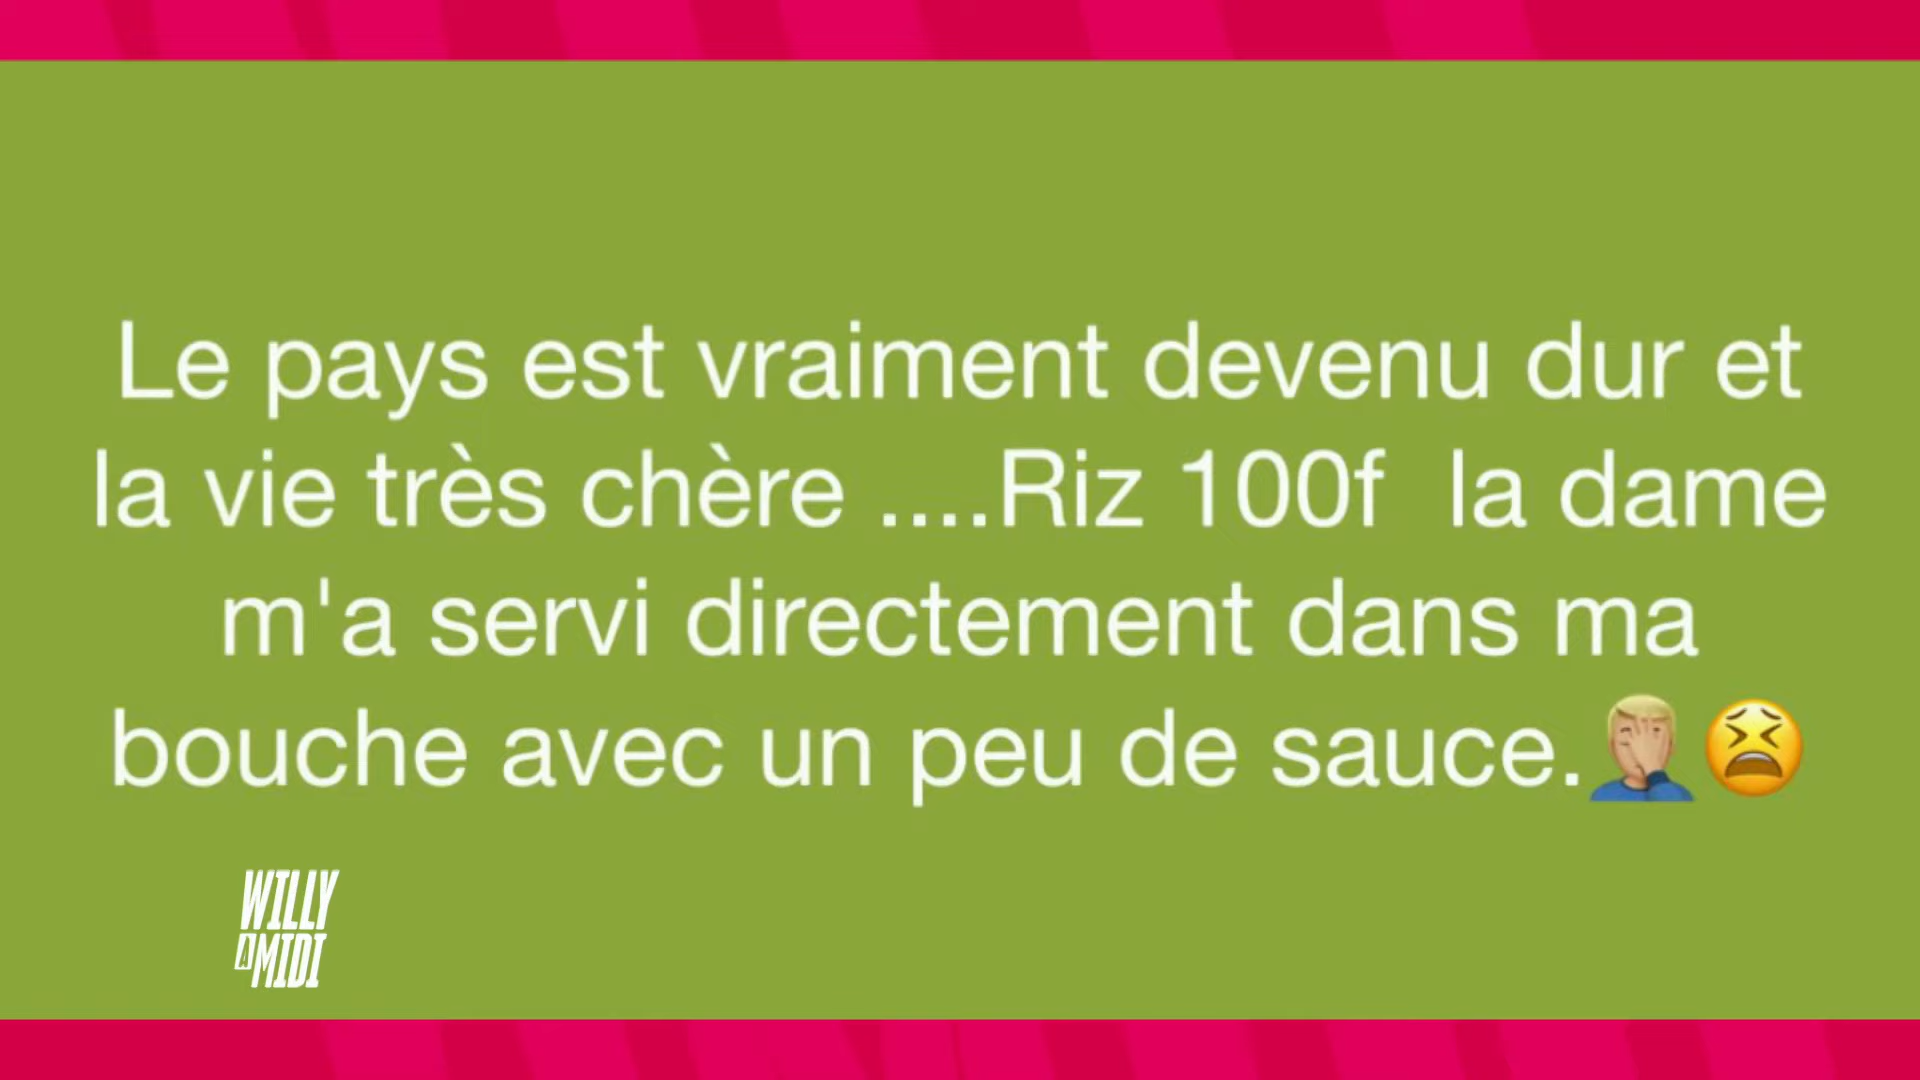 Le pays est vraiment devenu dur et
la vie très chère ....Riz 100f  la dame
m'a servi directement dans ma
bouche avec un peu de sauce.🤦🏼‍♂️😫
WILLY
A MIDI